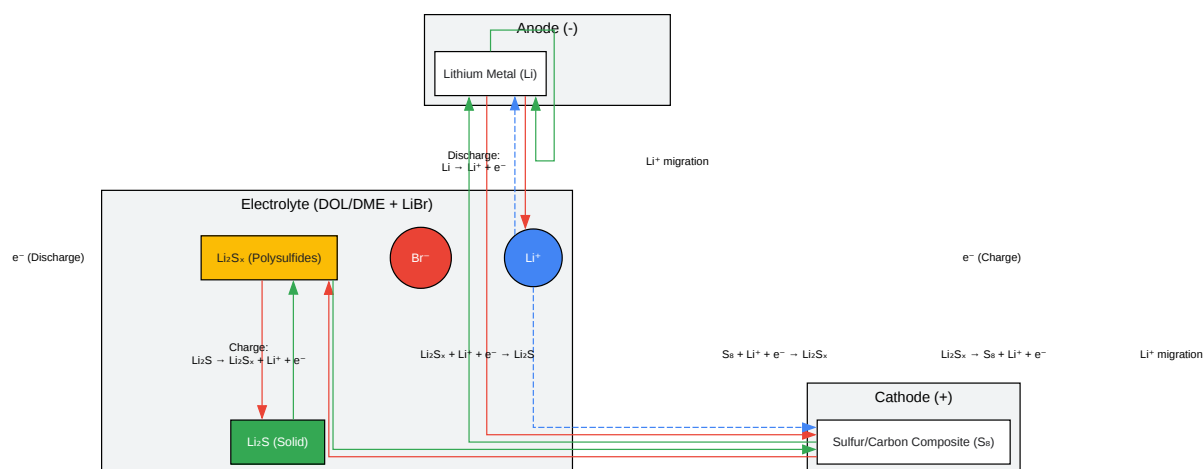 Anode (-)
Lithium Metal (Li)
Discharge:
Li → Li⁺ + e⁻
Li⁺ migration
Electrolyte (DOL/DME + LiBr)
e⁻ (Discharge)
Li₂Sₓ (Polysulfides)
Br⁻
Li⁺
e⁻ (Charge)
Charge:
Li₂S → Li₂Sₓ + Li⁺ + e⁻
Li₂Sₓ + Li⁺ + e⁻ → Li₂S
S₈ + Li⁺ + e⁻ → Li₂Sₓ
Li₂Sₓ → S₈ + Li⁺ + e⁻
Li⁺ migration
Cathode (+)
Li₂S (Solid)
Sulfur/Carbon Composite (S₈)